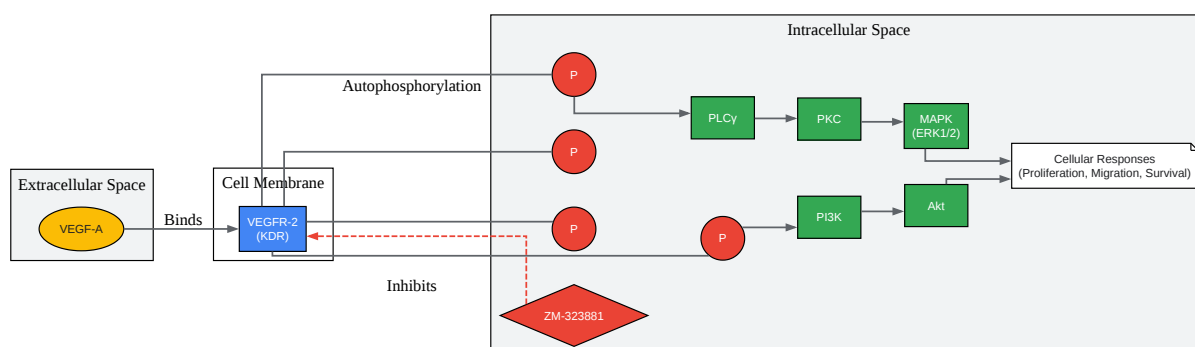 Intracellular Space
P
Autophosphorylation
PLCγ
PKC
MAPK
(ERK1/2)
P
Cellular Responses
(Proliferation, Migration, Survival)
Extracellular Space
Cell Membrane
VEGF-A
Binds
VEGFR-2
(KDR)
P
P
PI3K
Akt
Inhibits
ZM-323881